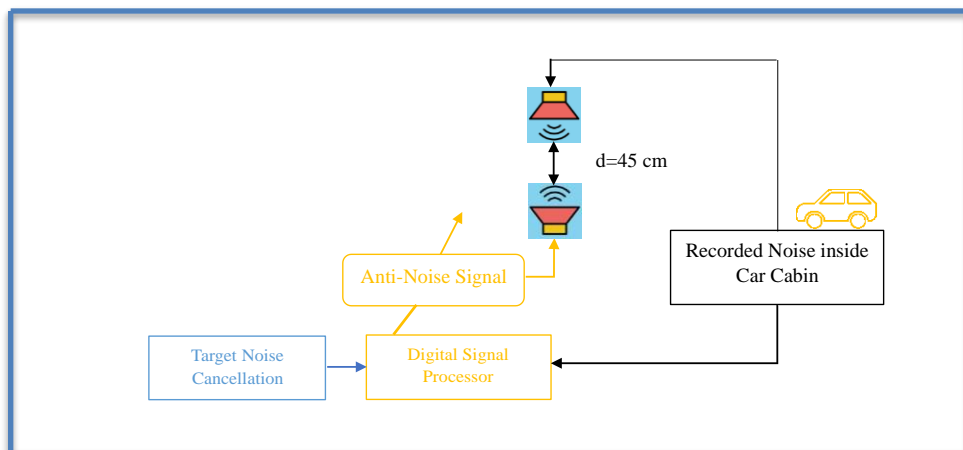 d=45 cm
Recorded Noise inside
Car Cabin
Anti-Noise Signal
Target Noise
Cancellation
Digital Signal
Processor